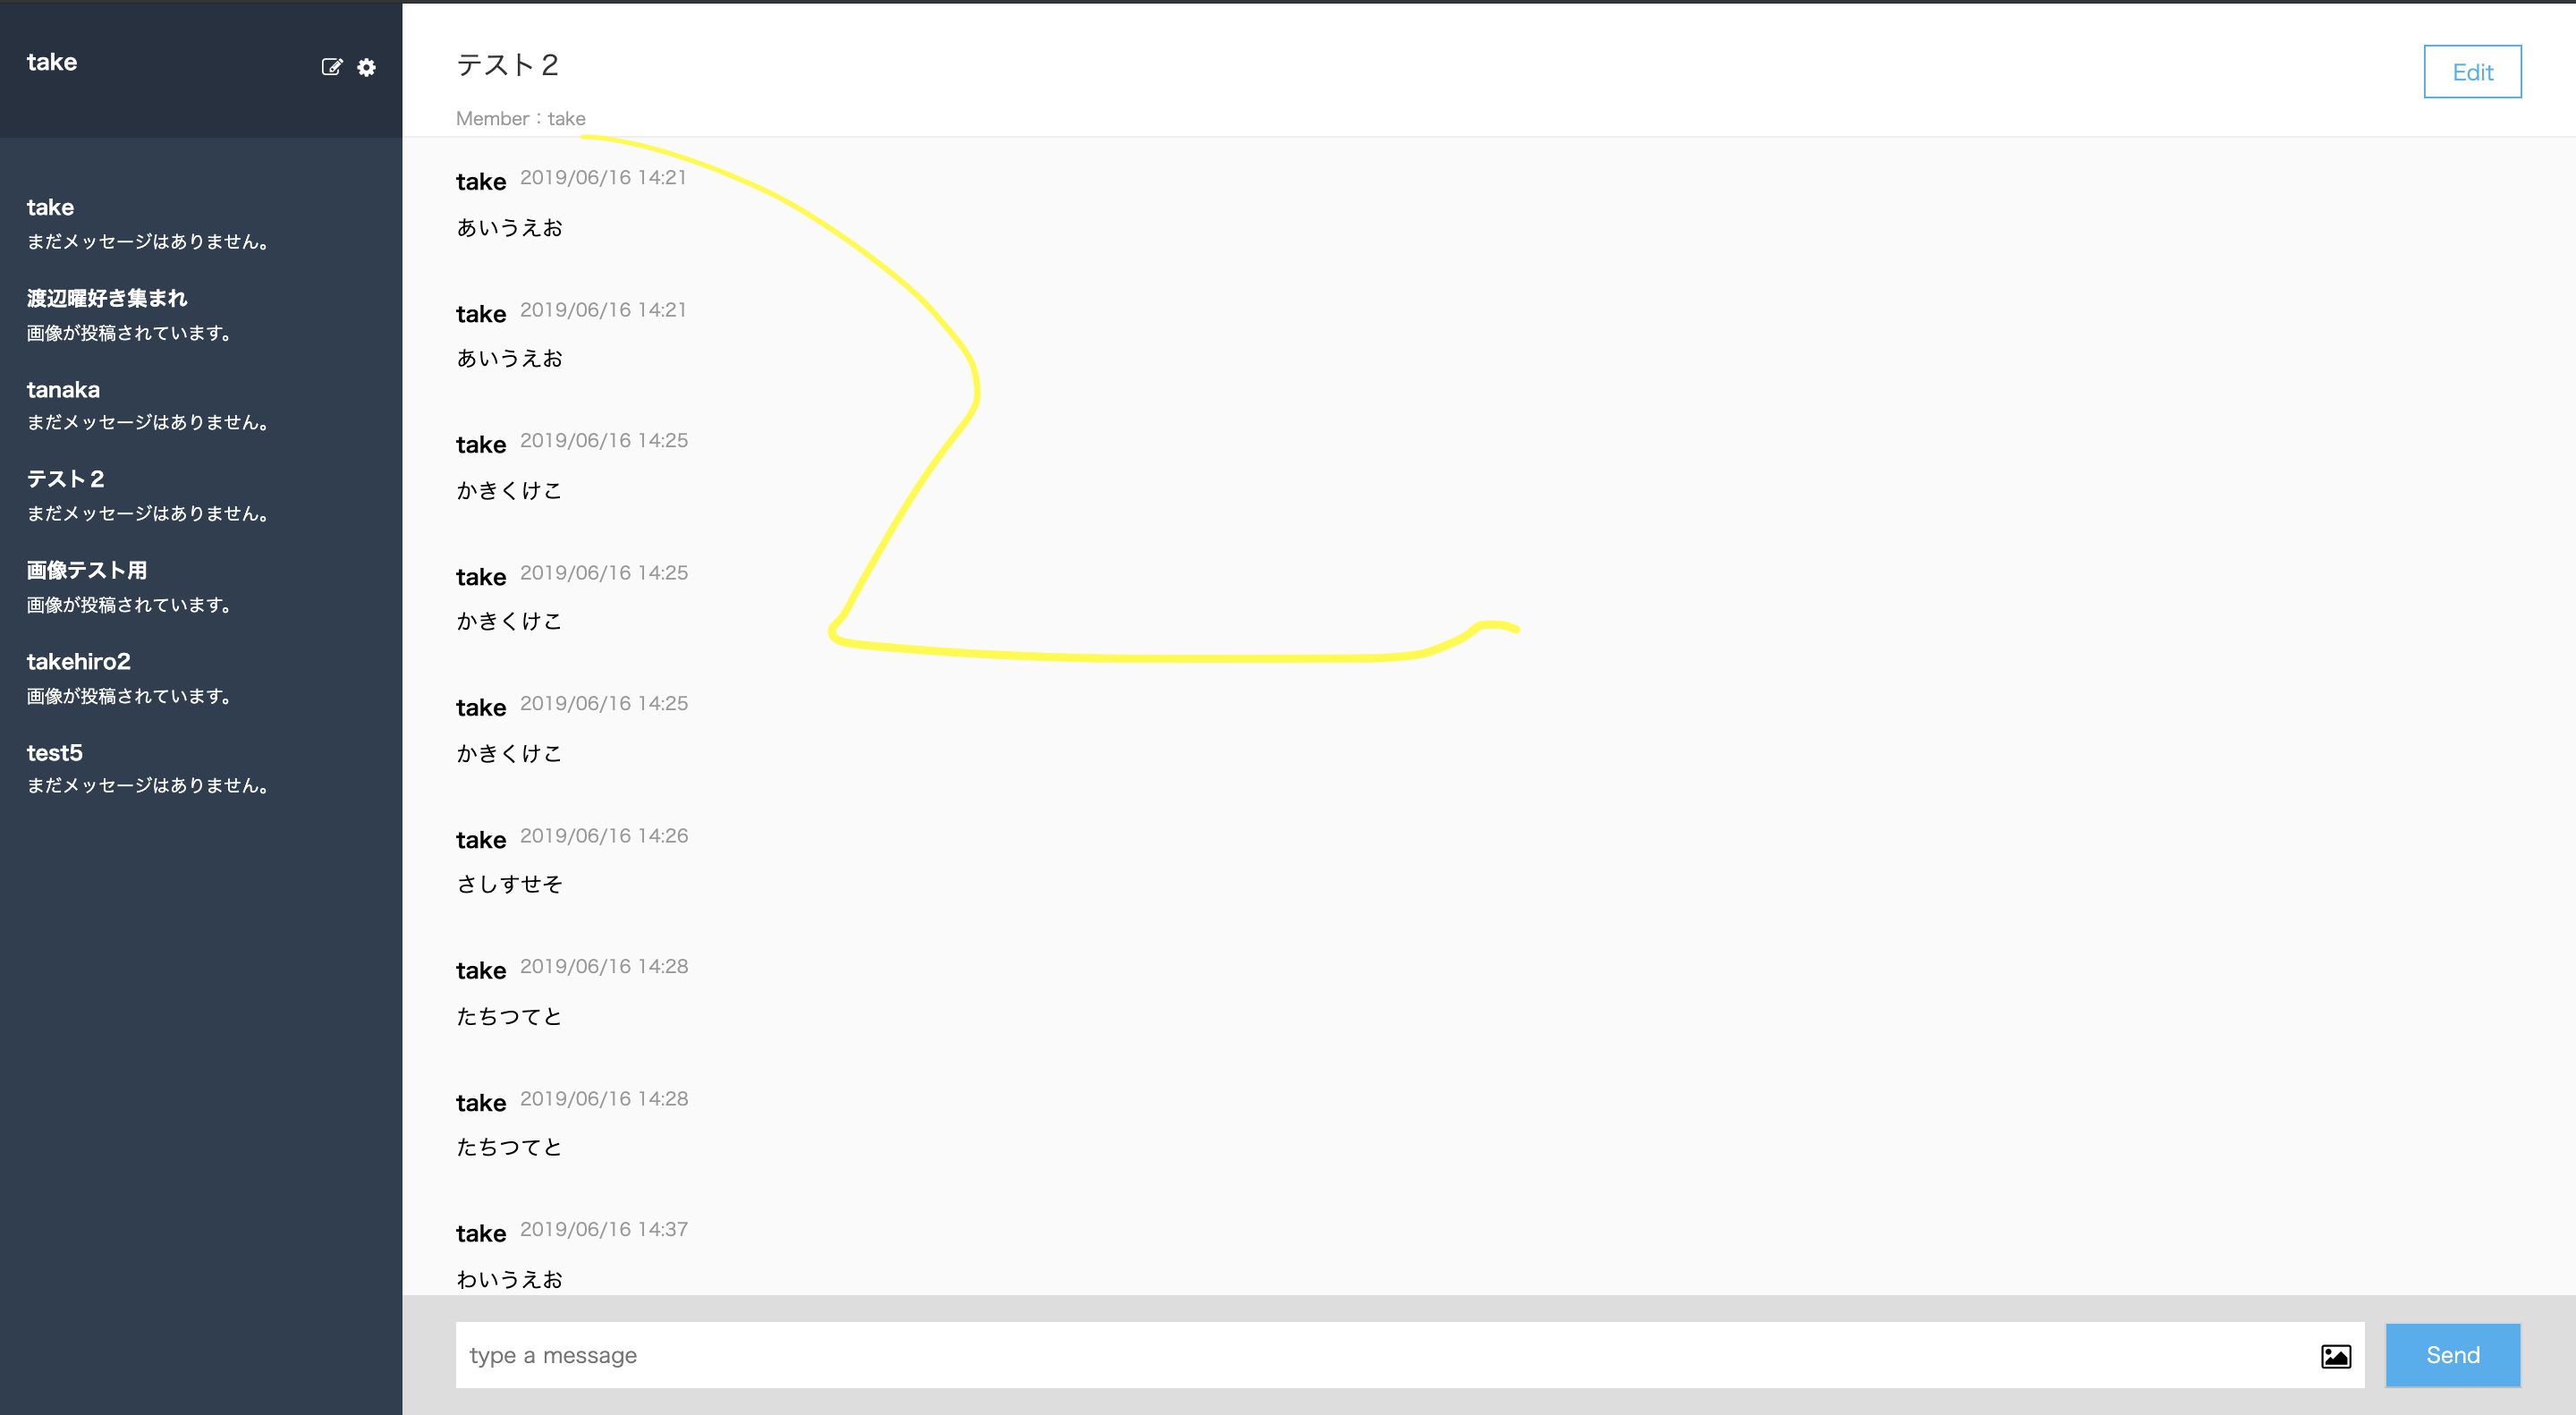 take
take
まだメッセージはありません。
渡辺曜好き集まれ
画像が投稿されています。
tanaka
まだメッセージはありません。
テスト２
まだメッセージはありません。
画像テスト用
画像が投稿されています。
takehiro2
画像が投稿されています。
test5
まだメッセージはありません。
テスト２
Edit
Member：take
take 2019/06/16 14:21
あいうえお
take 2019/06/16 14:21
あいうえお
take 2019/06/16 14:25
かきくけこ
take 2019/06/16 14:25
かきくけこ
take 2019/06/16 14:25
かきくけこ
take 2019/06/16 14:26
さしすせそ
take 2019/06/16 14:28
たちつてと
take 2019/06/16 14:28
たちつてと
take 2019/06/16 14:37
わいうえお
type a message
Send